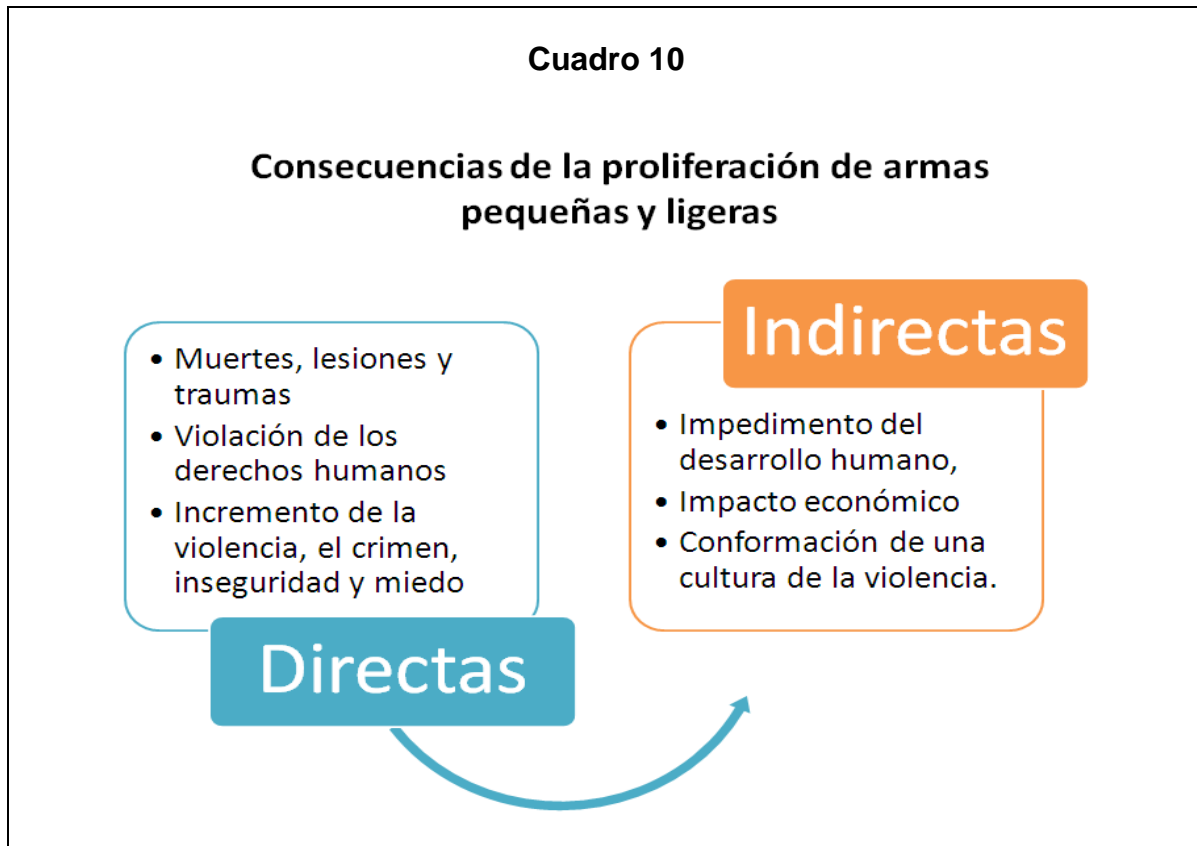 Cuadro 10
Consecuencias de la proliferación de armas
pequeñas y ligeras
• Muertes, lesiones y
traumas
• Violación de los
derechos humanos
• Incremento de la
violencia, el crimen,
inseguridad y miedo
Directas
Indirectas
• Impedimento del
desarrollo humano,
• Impacto económico
• Conformación de una
cultura de la violencia.